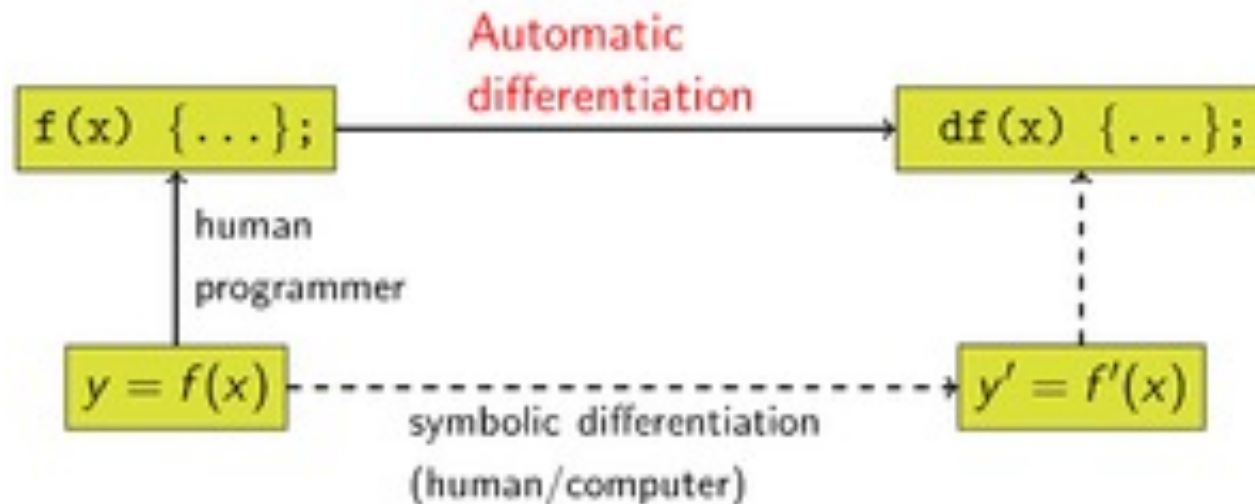 Automatic
differentiation
f(x) {...};
df(x) {...};
human
programmer
y = f(x)
y' = f'(x)
symbolic differentiation
(human/computer)